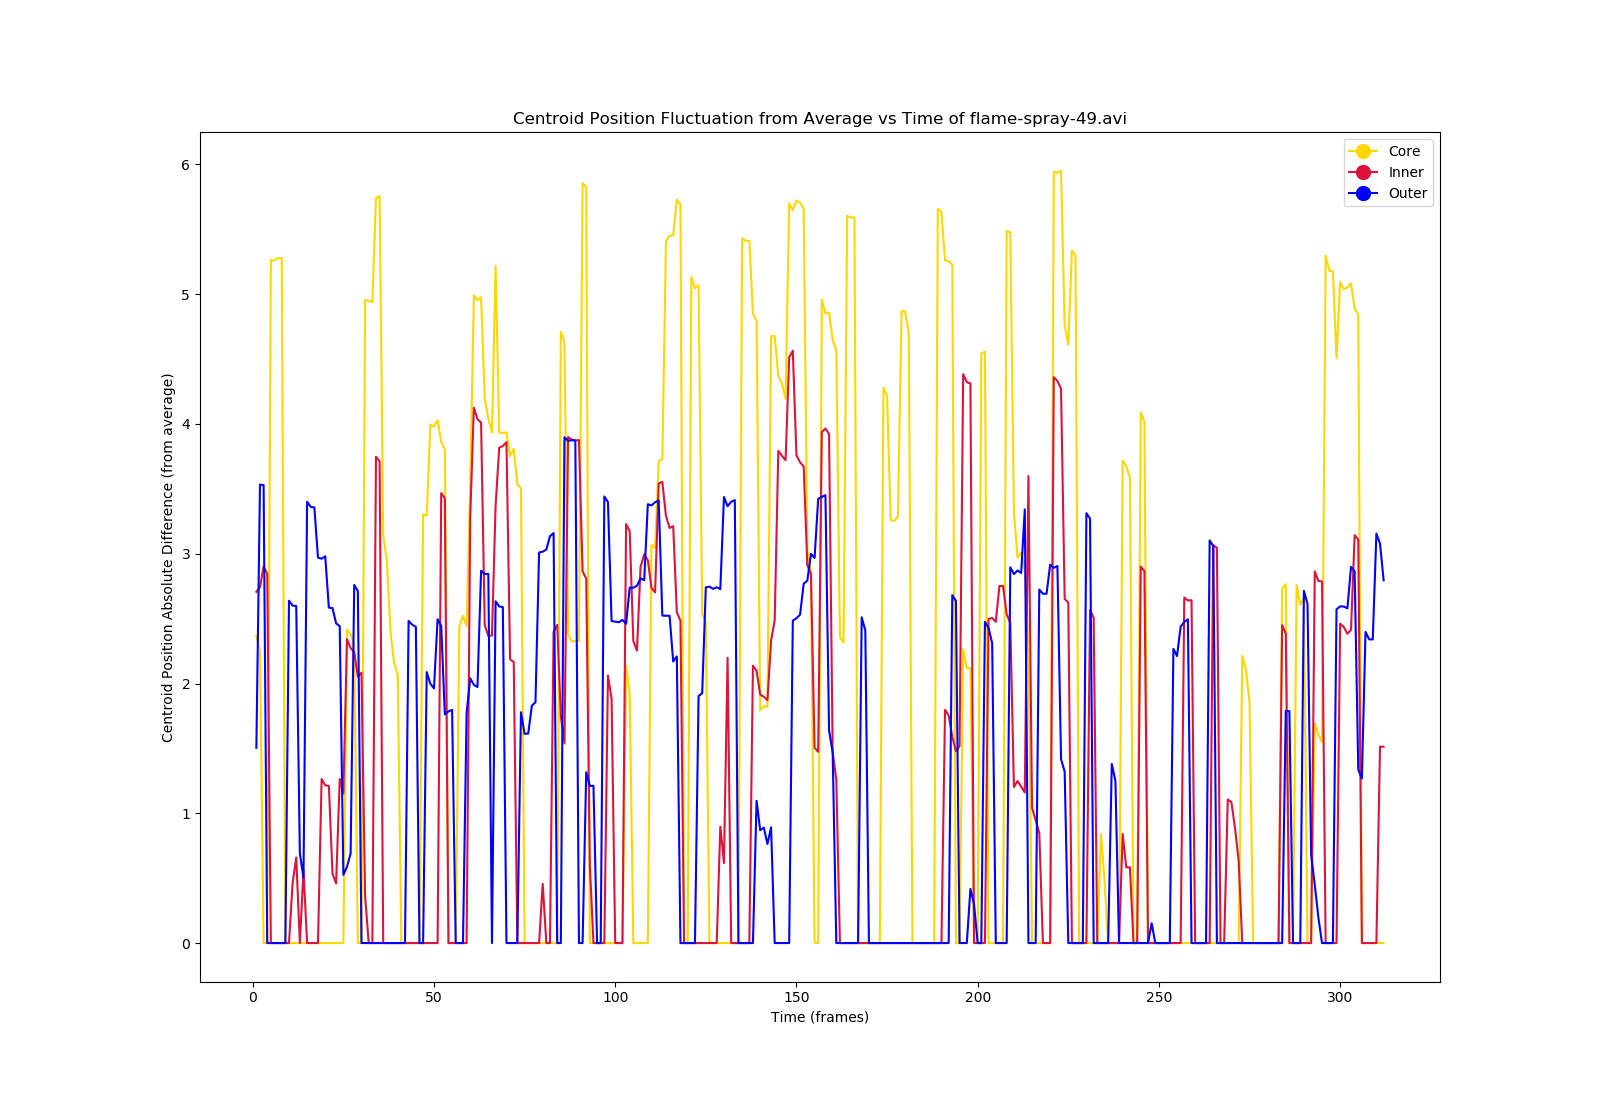 Centroid Position Fluctuation from Average vs Time of flame-spray-49.avi
Core
Inner
Outer
Centroid Position Absolute Difference (from average)
6
5
4
3
2
1
0
0 50 100 150 200 250 300
Time (frames)